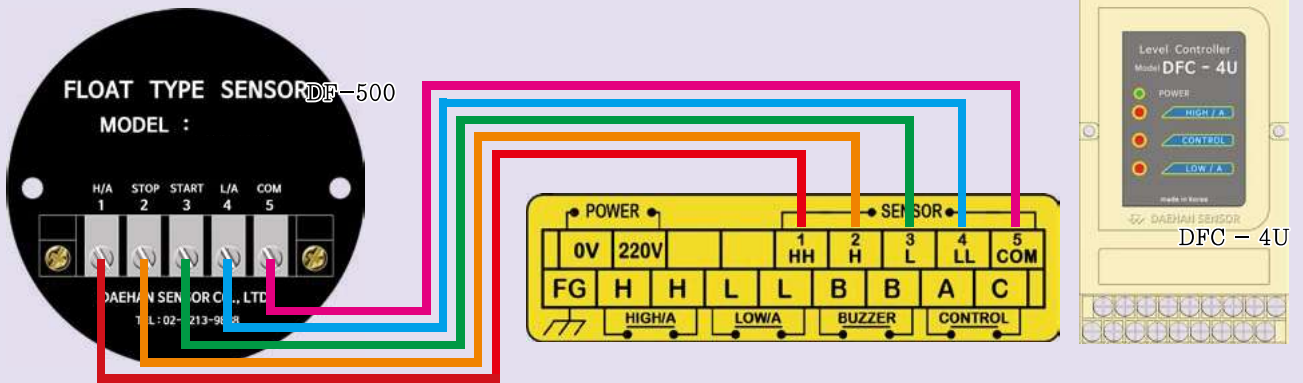 FLOAT TYPE SENSOR DF-500
MODEL :
H/A STOP START L/A COM
1 2 3 4 5
DAEHAN SENSOR CO., LTD
POWER SENSOR
0V 220V 1 HH 2 H 3 L 4 LL 5 COM
FG H H L L B B A C
HIGH/A LOW/A BUZZER CONTROL
Level Controller
Model DFC - 4U
POWER
HIGH / A
CONTROL
LOW / A
made in Korea
DAEHAN SENSOR
DFC - 4U